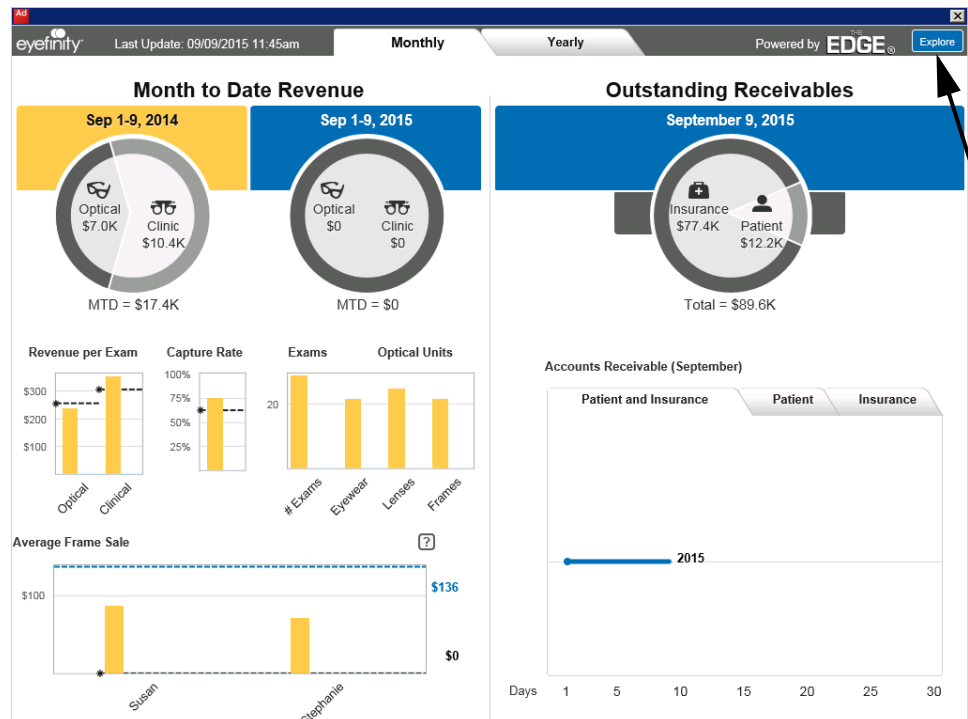 Ad
eyefinity Last Update: 09/09/2015 11:45am Monthly Yearly Powered by THE EDGE® Explore
Month to Date Revenue
Sep 1-9, 2014
Sep 1-9, 2015
Optical
$7.0K
Clinic
$10.4K
MTD = $17.4K
Optical
$0
Clinic
$0
MTD = $0
Outstanding Receivables
September 9, 2015
Insurance
$77.4K
Patient
$12.2K
Total = $89.6K
Revenue per Exam
$300
$200
$100
Optical
Clinical
Capture Rate
100%
75%
50%
25%
Exams
Optical Units
20
# Exams
Eyewear
Lenses
Frames
Average Frame Sale ?
$100
$136
$0
Susan
Stephanie
Accounts Receivable (September)
Patient and Insurance Patient Insurance
2015
Days 1 5 10 15 20 25 30